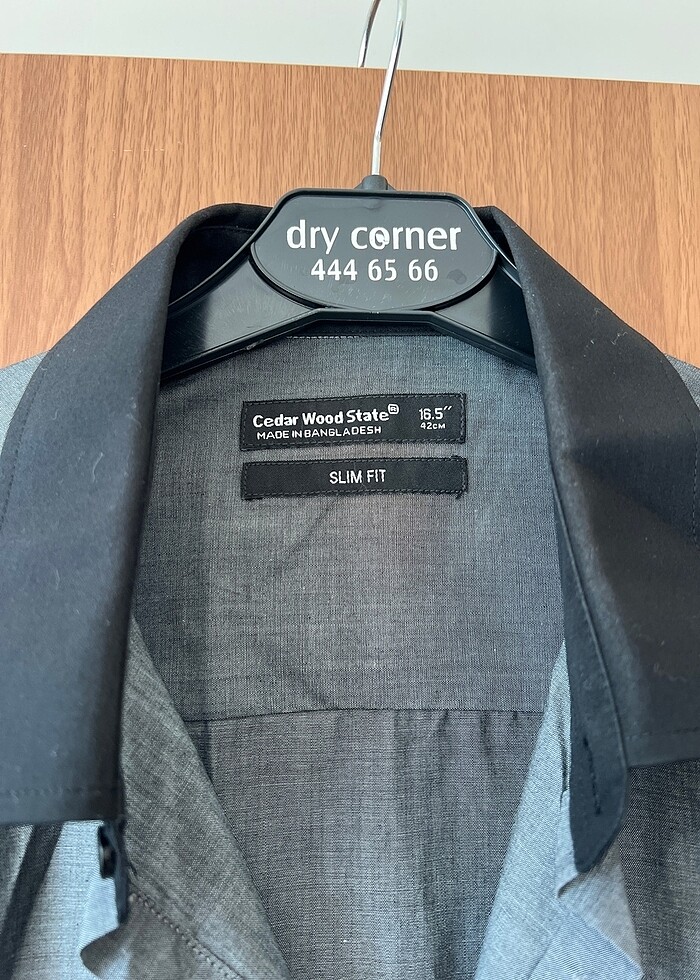 dry corner
444 65 66
Cedar Wood State® 16.5″
MADE IN BANGLADESH 42CM
SLIM FIT